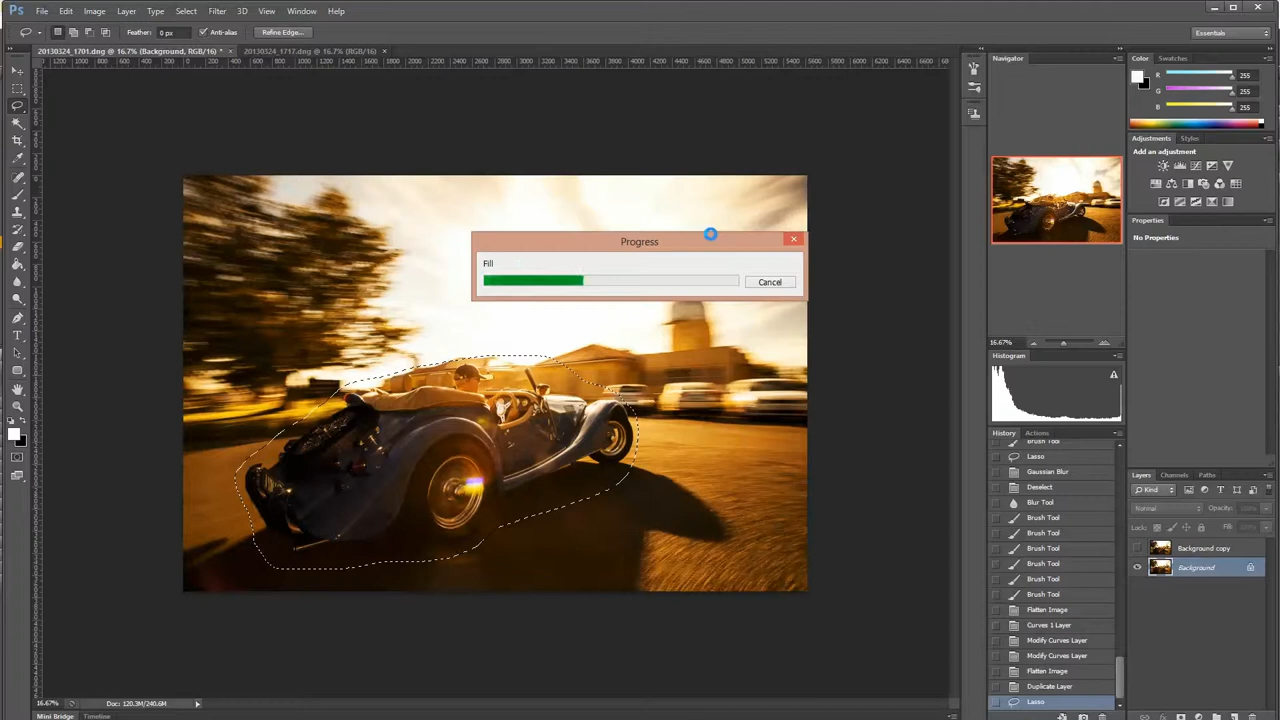 Ps File Edit Image Layer Type Select Filter 3D View Window Help
Feather: 0 px Anti-alias Refine Edge... Essentials
20130324_1701.dng @ 16.7% (Background, RGB/16) * × 20130324_1717.dng @ 16.7% (RGB/16) ×
Navigator
16.67%
Histogram
Color Swatches
R 255
G 255
B 255
Adjustments Styles
Add an adjustment
Properties
No Properties
Progress
Fill
Cancel
History Actions
Brush Tool
Lasso
Gaussian Blur
Deselect
Blur Tool
Brush Tool
Brush Tool
Brush Tool
Brush Tool
Brush Tool
Brush Tool
Flatten Image
Curves 1 Layer
Modify Curves Layer
Modify Curves Layer
Flatten Image
Duplicate Layer
Lasso
Layers Channels Paths
Kind
Normal Opacity:
Lock: Fill:
Background copy
Background
16.67% Doc: 120.3M/240.6M
Mini Bridge Timeline